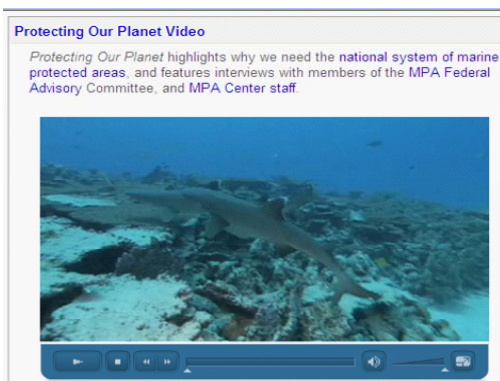 Protecting Our Planet Video
Protecting Our Planet highlights why we need the national system of marine
protected areas, and features interviews with members of the MPA Federal
Advisory Committee, and MPA Center staff.